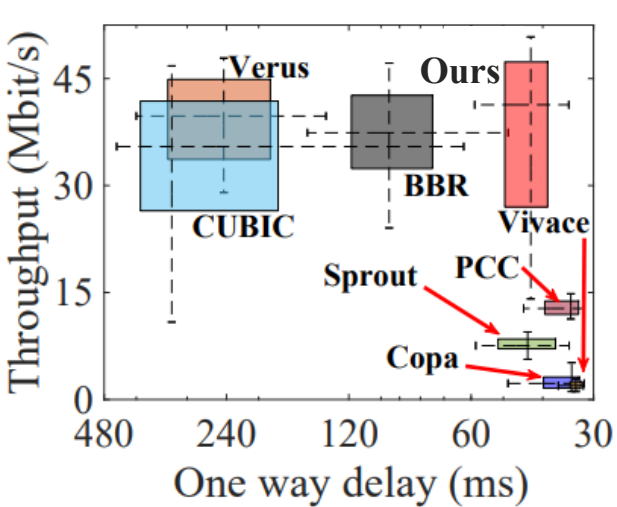 Throughput (Mbit/s)
45
30
15
0
Verus
Ours
BBR
CUBIC
Vivace
PCC
Sprout
Copa
480 240 120 60 30
One way delay (ms)